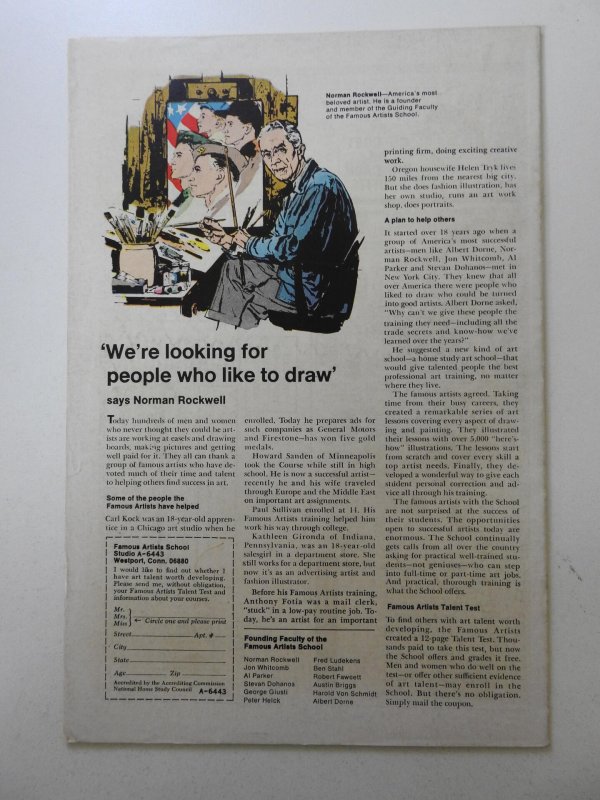 Norman Rockwell—America's most
beloved artist. He is a founder
and member of the Guiding Faculty
of the Famous Artists School.
'We're looking for
people who like to draw'
says Norman Rockwell
Today hundreds of men and women
who never thought they could be art-
ists are working at easels and drawing
boards, making pictures and getting
well paid for it. They all can thank a
group of famous artists who have de-
voted much of their time and talent
to helping others find success in art.
Some of the people the
Famous Artists have helped
Carl Kock was an 18-year-old appren-
tice in a Chicago art studio when he
Famous Artists School
Studio A-6443
Westport, Conn. 06880
I would like to find out whether I
have art talent worth developing.
Please send me, without obligation,
your Famous Artists Talent Test and
information about your courses.
Mr.
Mrs. ← Circle one and please print
Miss
Street Apt. #
City
State
Age Zip
Accredited by the Accrediting Commission
National Home Study Council A-6443
enrolled. Today he prepares ads for
such companies as General Motors
and Firestone—has won five gold
medals.
Howard Sanden of Minneapolis
took the Course while still in high
school. He is now a successful artist—
recently he and his wife traveled
through Europe and the Middle East
on important art assignments.
Paul Sullivan enrolled at 14. His
Famous Artists training helped him
work his way through college.
Kathleen Gironda of Indiana,
Pennsylvania, was an 18-year-old
salesgirl in a department store. She
still works for a department store, but
now it's as an advertising artist and
fashion illustrator.
Before his Famous Artists training,
Anthony Fotia was a mail clerk,
"stuck" in a low-pay routine job. To-
day, he's an artist for an important
Founding Faculty of the
Famous Artists School
Norman Rockwell
Jon Whitcomb
Al Parker
Stevan Dohanos
George Giusti
Peter Helck
Fred Ludekens
Ben Stahl
Robert Fawcett
Austin Briggs
Harold Von Schmidt
Albert Dorne
printing firm, doing exciting creative
work.
Oregon housewife Helen Tryk lives
150 miles from the nearest big city.
But she does fashion illustration, has
her own studio, runs an art work
shop, does portraits.
A plan to help others
It started over 18 years ago when a
group of America's most successful
artists—men like Albert Dorne, Nor-
man Rockwell, Jon Whitcomb, Al
Parker and Stevan Dohanos—met in
New York City. They knew that all
over America there were people who
liked to draw who could be turned
into good artists. Albert Dorne asked,
"Why can't we give these people the
training they need—including all the
trade secrets and know-how we've
learned over the years?"
He suggested a new kind of art
school—a home study art school—that
would give talented people the best
professional art training, no matter
where they live.
The famous artists agreed. Taking
time from their busy careers, they
created a remarkable series of art
lessons covering every aspect of draw-
ing and painting. They illustrated
their lessons with over 5,000 "here's-
how" illustrations. The lessons start
from scratch and cover every skill a
top artist needs. Finally, they de-
veloped a wonderful way to give each
student personal correction and ad-
vice all through his training.
The famous artists with the School
are not surprised at the success of
their students. The opportunities
open to successful artists today are
enormous. The School continually
gets calls from all over the country
asking for practical well-trained stu-
dents—not geniuses—who can step
into full-time or part-time art jobs.
And practical, thorough training is
what the School offers.
Famous Artists Talent Test
To find others with art talent worth
developing, the Famous Artists
created a 12-page Talent Test. Thou-
sands paid to take this test, but now
the School offers and grades it free.
Men and women who do well on the
test—or offer other sufficient evidence
of art talent—may enroll in the
School. But there's no obligation.
Simply mail the coupon.